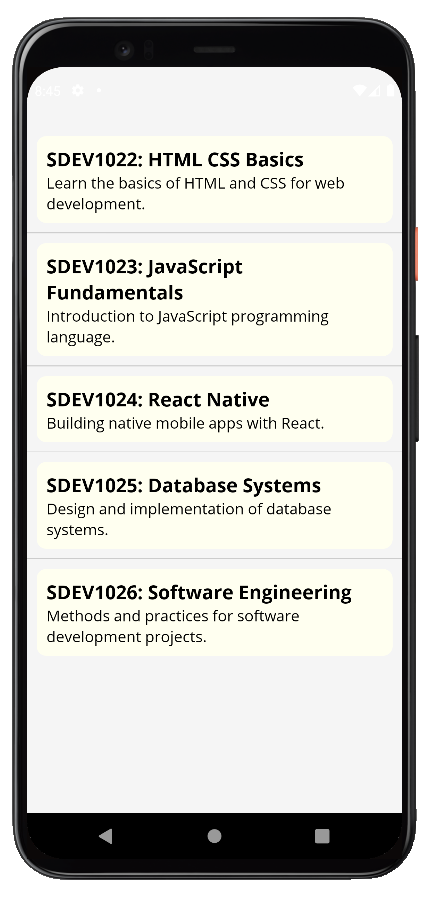 SDEV1022: HTML CSS Basics
Learn the basics of HTML and CSS for web
development.
SDEV1023: JavaScript
Fundamentals
Introduction to JavaScript programming
language.
SDEV1024: React Native
Building native mobile apps with React.
SDEV1025: Database Systems
Design and implementation of database
systems.
SDEV1026: Software Engineering
Methods and practices for software
development projects.